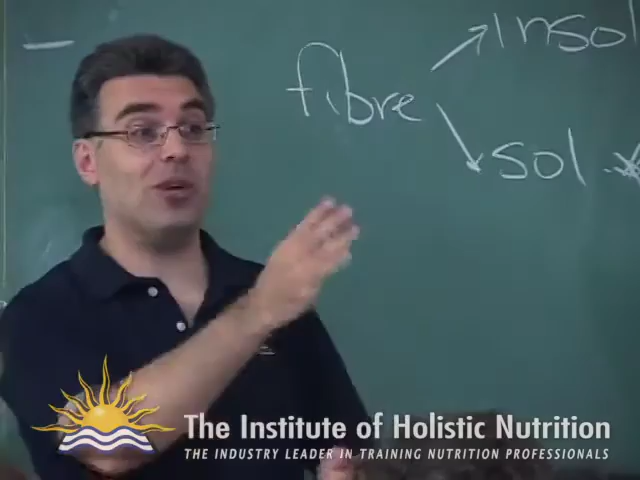 insol
fibre
sol
The Institute of Holistic Nutrition
THE INDUSTRY LEADER IN TRAINING NUTRITION PROFESSIONALS